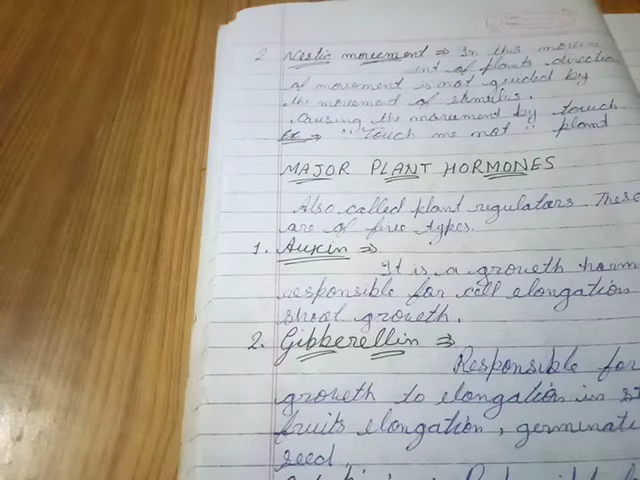 2 Nestic movement ⇒ In this movem
ent of plants direction
of movement is not guided by
the movement of stimulus.
Causing the movement by touch
Ex ⇒ "Touch me not" plant
MAJOR PLANT HORMONES
Also called plant regulators. These
are of five types.
1. Auxin ⇒
It is a growth horm
responsible for cell elongation
shoot growth.
2. Gibberellin ⇒
Responsible for
growth to elongation in st
fruits elongation, germinati
seed,